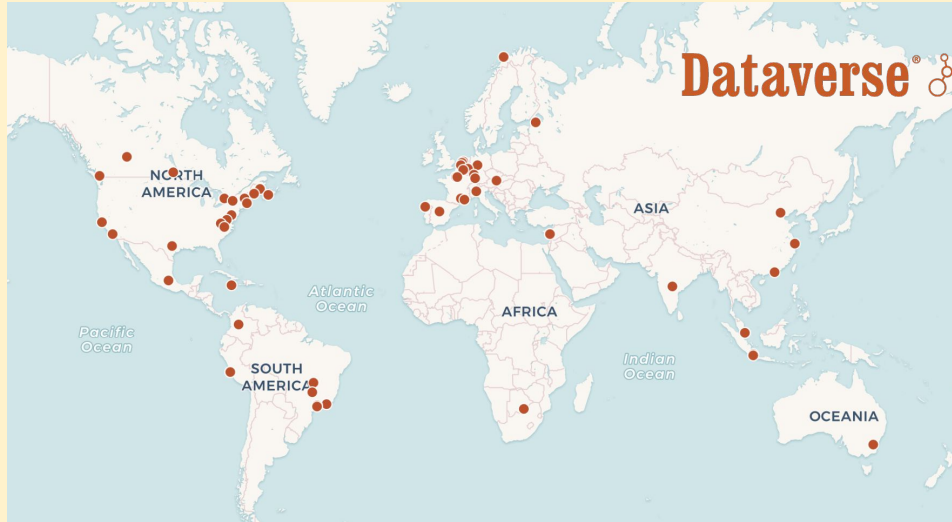 Dataverse®
NORTH
AMERICA
ASIA
Atlantic
Ocean
AFRICA
Pacific
Ocean
SOUTH
AMERICA
Indian
Ocean
OCEANIA